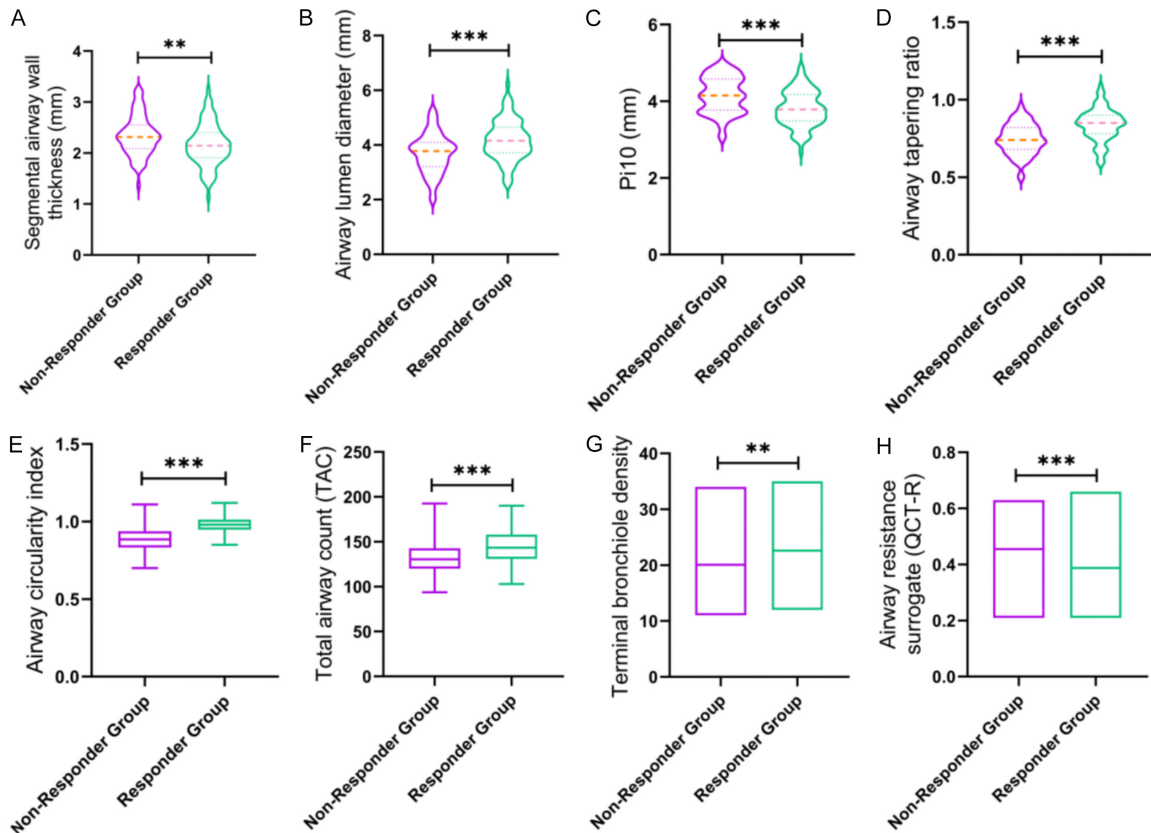 A
Segmental airway wall
thickness (mm)
4
3
2
1
0
**
Non-Responder Group
Responder Group
B
Airway lumen diameter (mm)
8
6
4
2
0
***
Non-Responder Group
Responder Group
C
Pi10 (mm)
6
4
2
0
***
Non-Responder Group
Responder Group
D
Airway tapering ratio
1.5
1.0
0.5
0.0
***
Non-Responder Group
Responder Group
E
Airway circularity index
1.5
1.0
0.5
0.0
***
Non-Responder Group
Responder Group
F
Total airway count (TAC)
250
200
150
100
50
0
***
Non-Responder Group
Responder Group
G
Terminal bronchiole density
40
30
20
10
0
**
Non-Responder Group
Responder Group
H
Airway resistance
surrogate (QCT-R)
0.8
0.6
0.4
0.2
0.0
***
Non-Responder Group
Responder Group